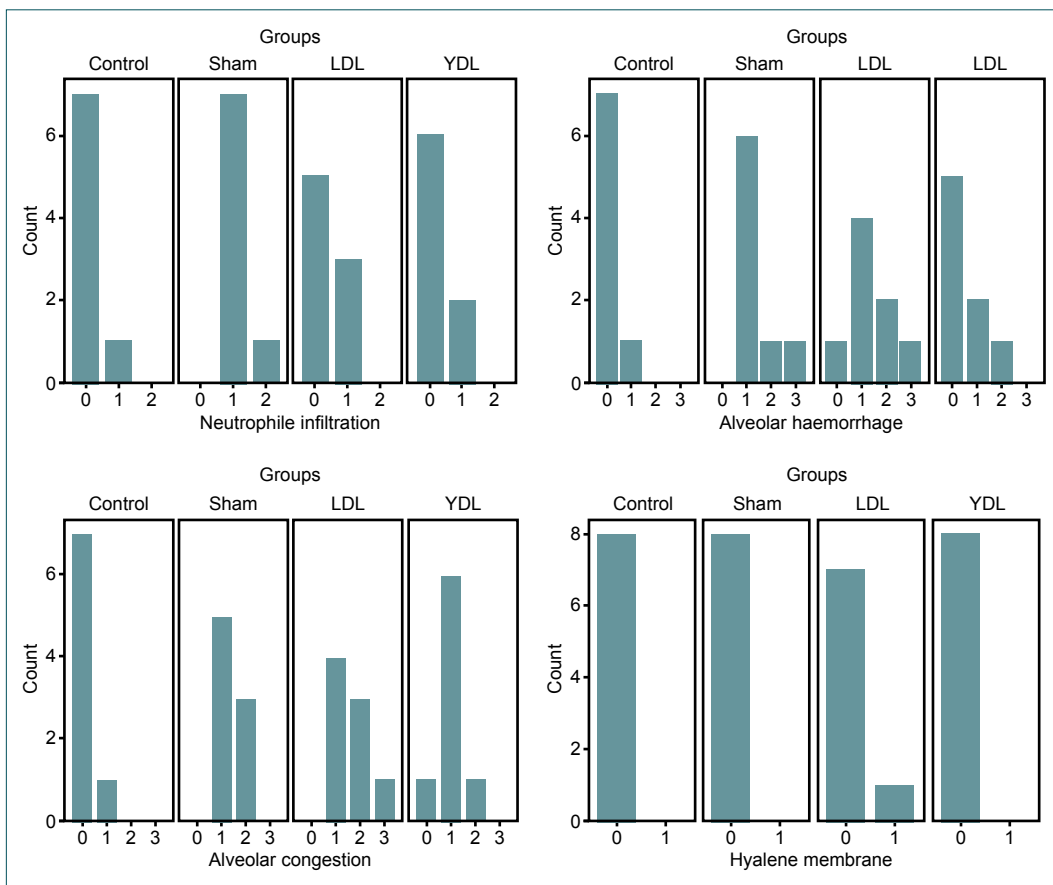 Groups
Control Sham LDL YDL
6
4
2
0
Count
0 1 2 0 1 2 0 1 2 0 1 2
Neutrophile infiltration
Groups
Control Sham LDL LDL
6
4
2
0
Count
0 1 2 3 0 1 2 3 0 1 2 3 0 1 2 3
Alveolar haemorrhage
Groups
Control Sham LDL YDL
6
4
2
0
Count
0 1 2 3 0 1 2 3 0 1 2 3 0 1 2 3
Alveolar congestion
Groups
Control Sham LDL YDL
8
6
4
2
0
Count
0 1 0 1 0 1 0 1
Hyalene membrane